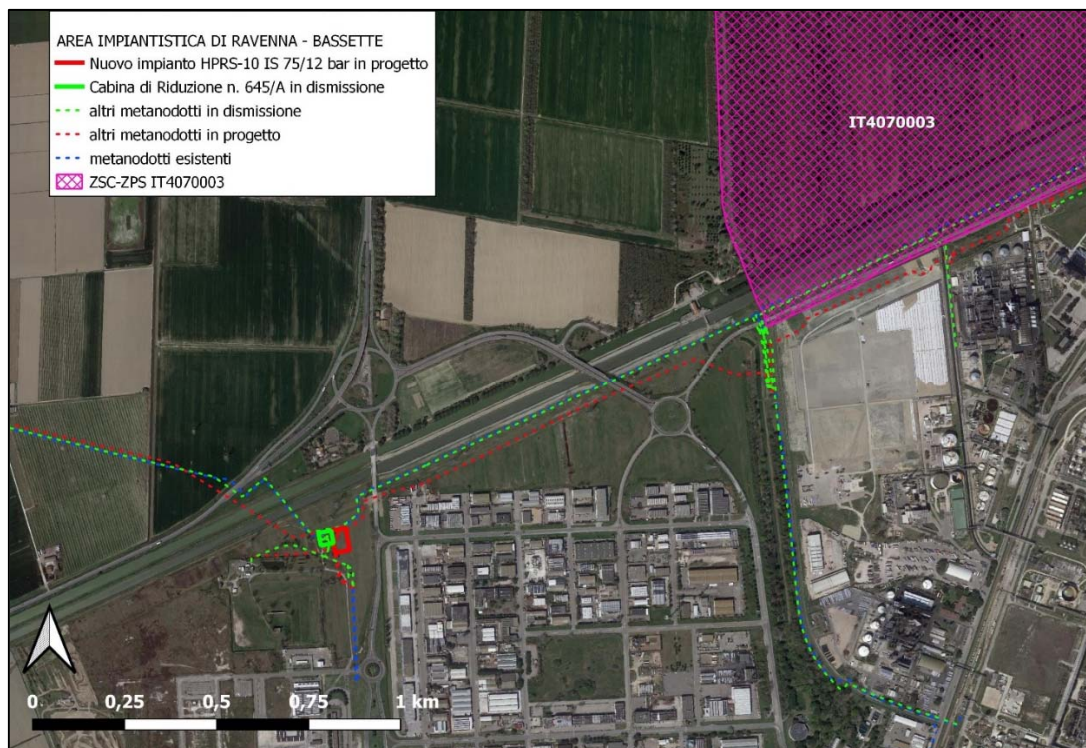 AREA IMPIANTISTICA DI RAVENNA - BASSETTE
Nuovo impianto HPRS-10 IS 75/12 bar in progetto
Cabina di Riduzione n. 645/A in dismissione
altri metanodotti in dismissione
altri metanodotti in progetto
metanodotti esistenti
ZSC-ZPS IT4070003
IT4070003
0 0,25 0,5 0,75 1 km